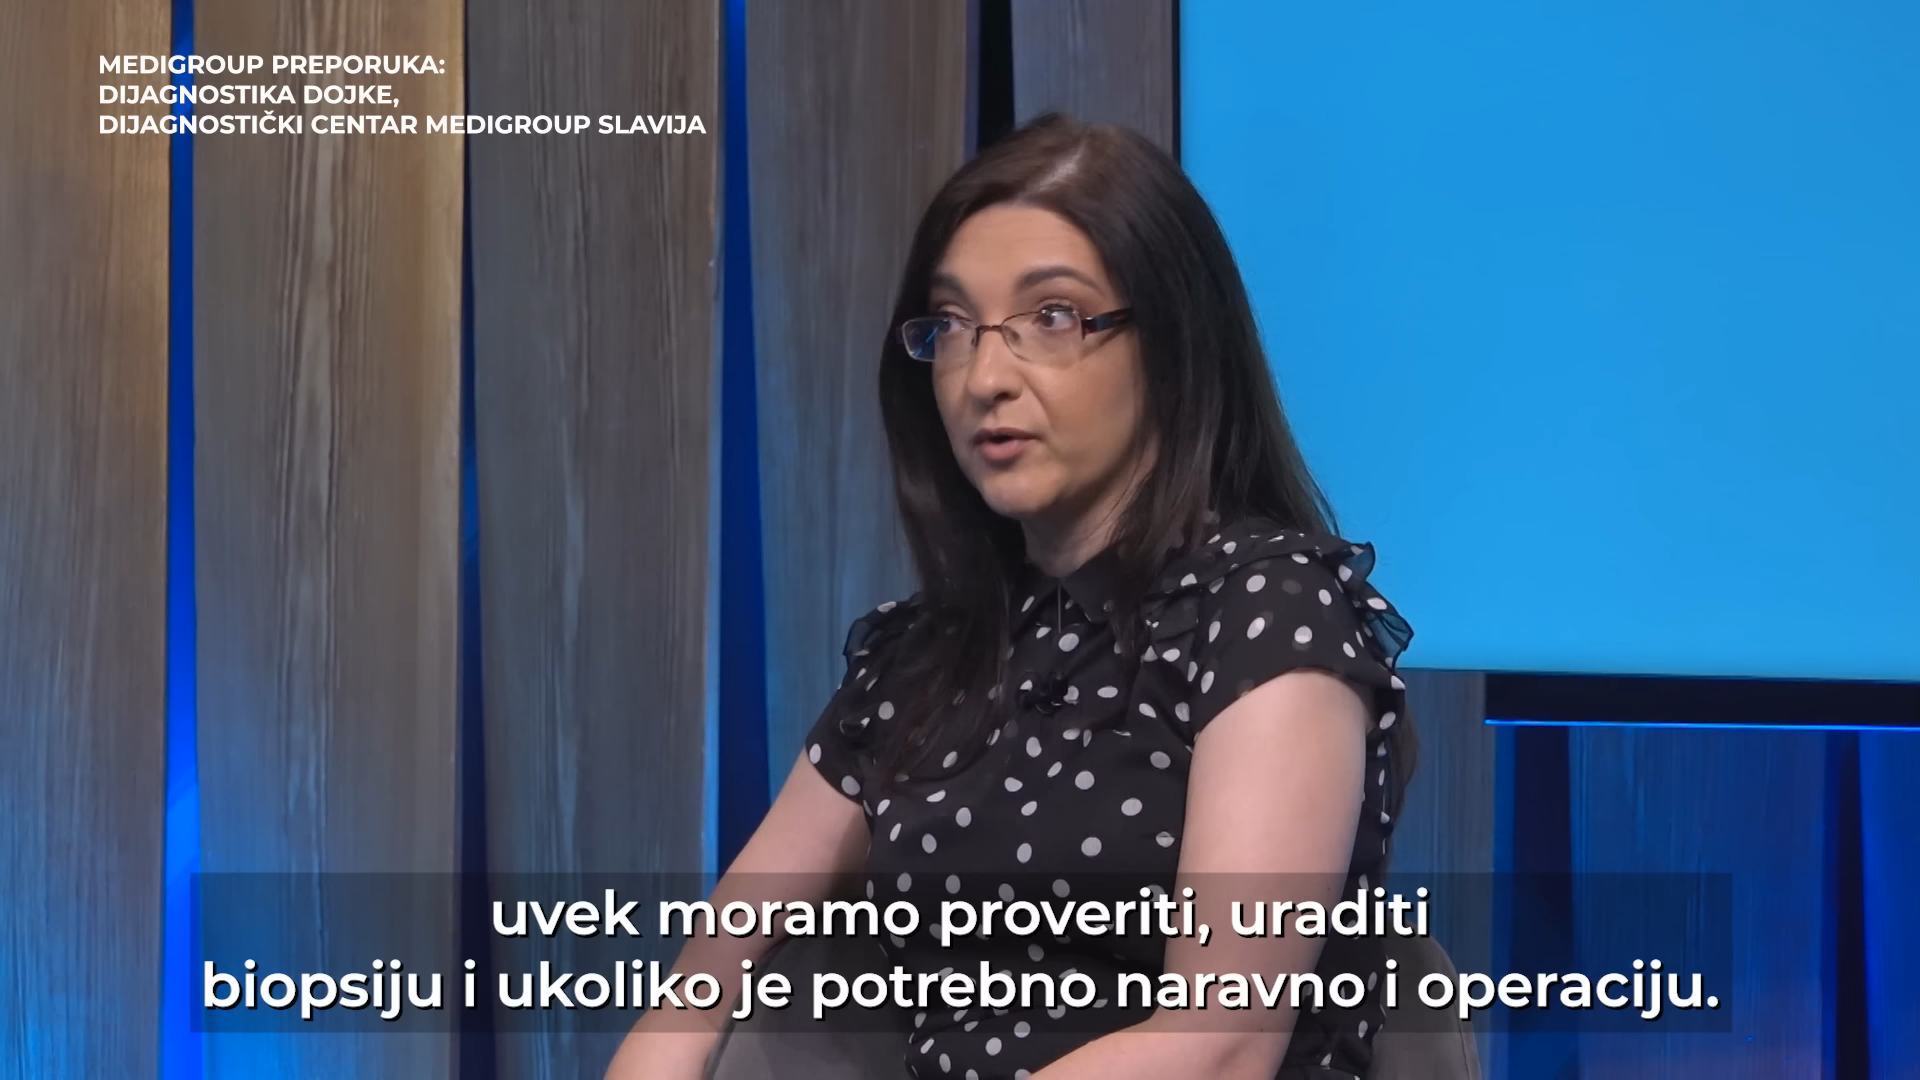 MEDIGROUP PREPORUKA:
DIJAGNOSTIKA DOJKE,
DIJAGNOSTIČKI CENTAR MEDIGROUP SLAVIJA
uvek moramo proveriti, uraditi
biopsiju i ukoliko je potrebno naravno i operaciju.